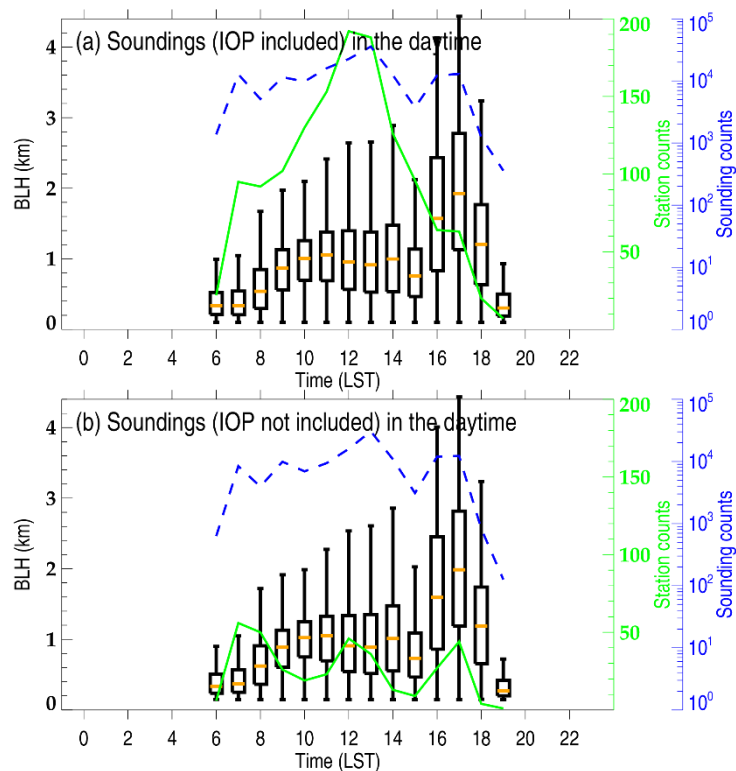 (a) Soundings (IOP included) in the daytime
4
3
2
1
0
BLH (km)
200
150
100
50
Station counts
10^5
10^4
10^3
10^2
10^1
10^0
Sounding counts
0 2 4 6 8 10 12 14 16 18 20 22
Time (LST)
(b) Soundings (IOP not included) in the daytime
4
3
2
1
0
BLH (km)
200
150
100
50
Station counts
10^5
10^4
10^3
10^2
10^1
10^0
Sounding counts
0 2 4 6 8 10 12 14 16 18 20 22
Time (LST)